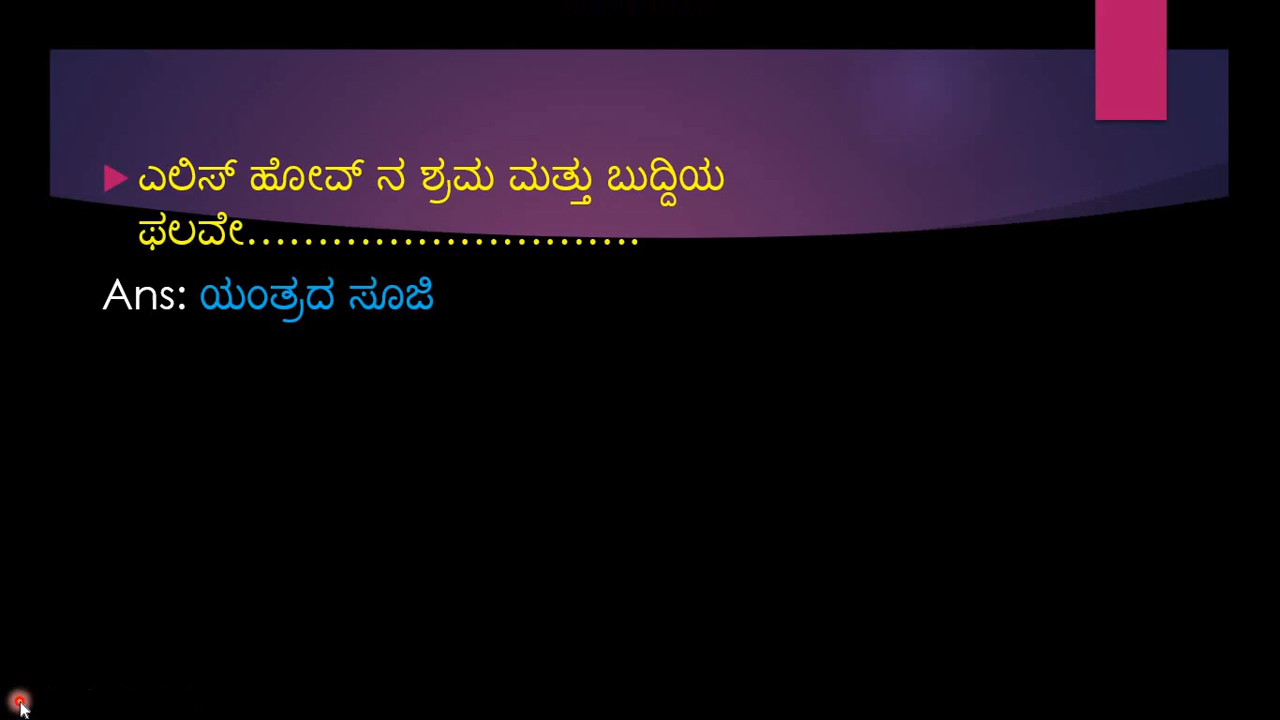 ಎಲಿಸ್ ಹೋವ್ ನ ಶ್ರಮ ಮತ್ತು ಬುದ್ದಿಯ
ಫಲವೇ...........................
Ans: ಯಂತ್ರದ ಸೂಜಿ